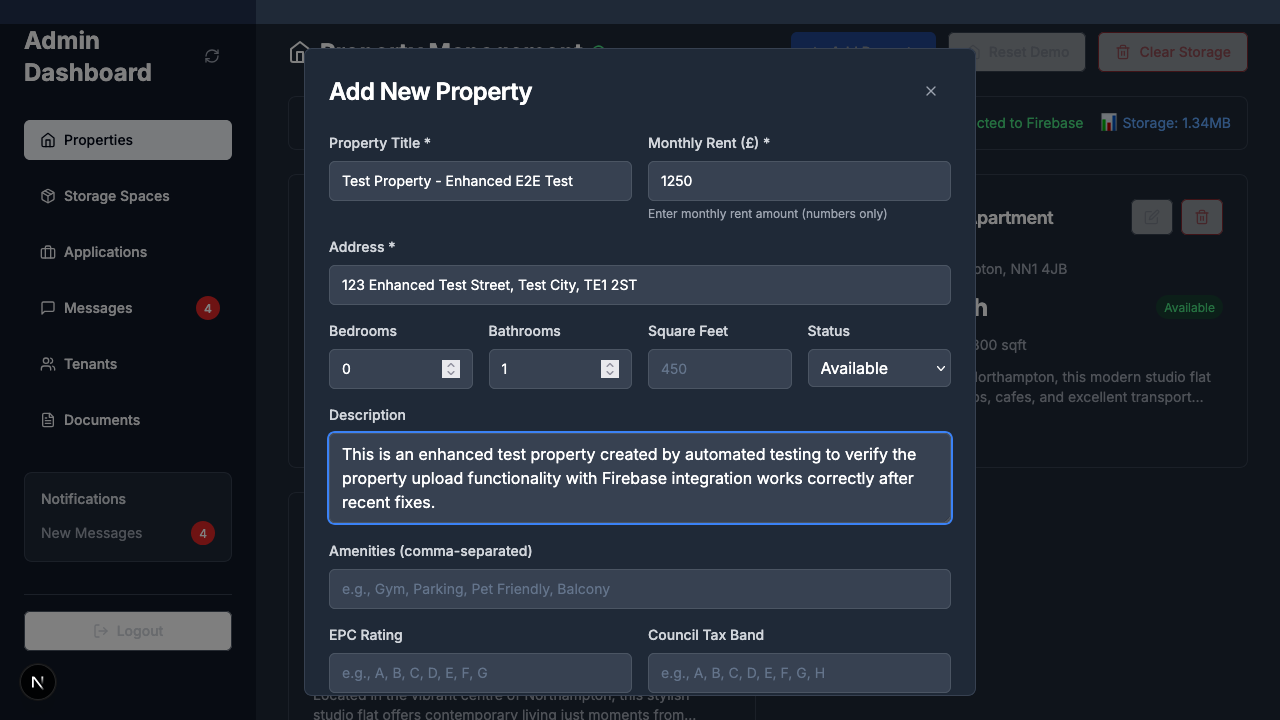 Admin
Dashboard
Properties
Storage Spaces
Applications
Messages
4
Tenants
Documents
Notifications
New Messages
4
Logout
N
Reset Demo
Clear Storage
cted to Firebase
Storage: 1.34MB
partment
pton, NN1 4JB
h
Available
300 sqft
Northampton, this modern studio flat
ps, cafes, and excellent transport...
Add New Property
Property Title *
Monthly Rent (£) *
Test Property - Enhanced E2E Test
1250
Enter monthly rent amount (numbers only)
Address *
123 Enhanced Test Street, Test City, TE1 2ST
Bedrooms
Bathrooms
Square Feet
Status
0
1
450
Available
Description
This is an enhanced test property created by automated testing to verify the
property upload functionality with Firebase integration works correctly after
recent fixes.
Amenities (comma-separated)
e.g., Gym, Parking, Pet Friendly, Balcony
EPC Rating
Council Tax Band
e.g., A, B, C, D, E, F, G
e.g., A, B, C, D, E, F, G, H
Located in the vibrant centre of Northampton, this stylish
studio flat offers contemporary living just moments from...